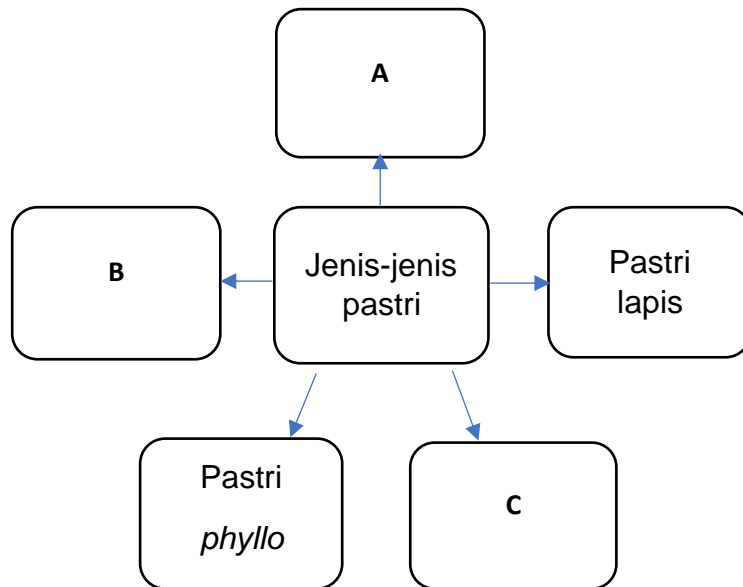 A
B
Jenis-jenis
pastri
Pastri
lapis
Pastri
phyllo
C